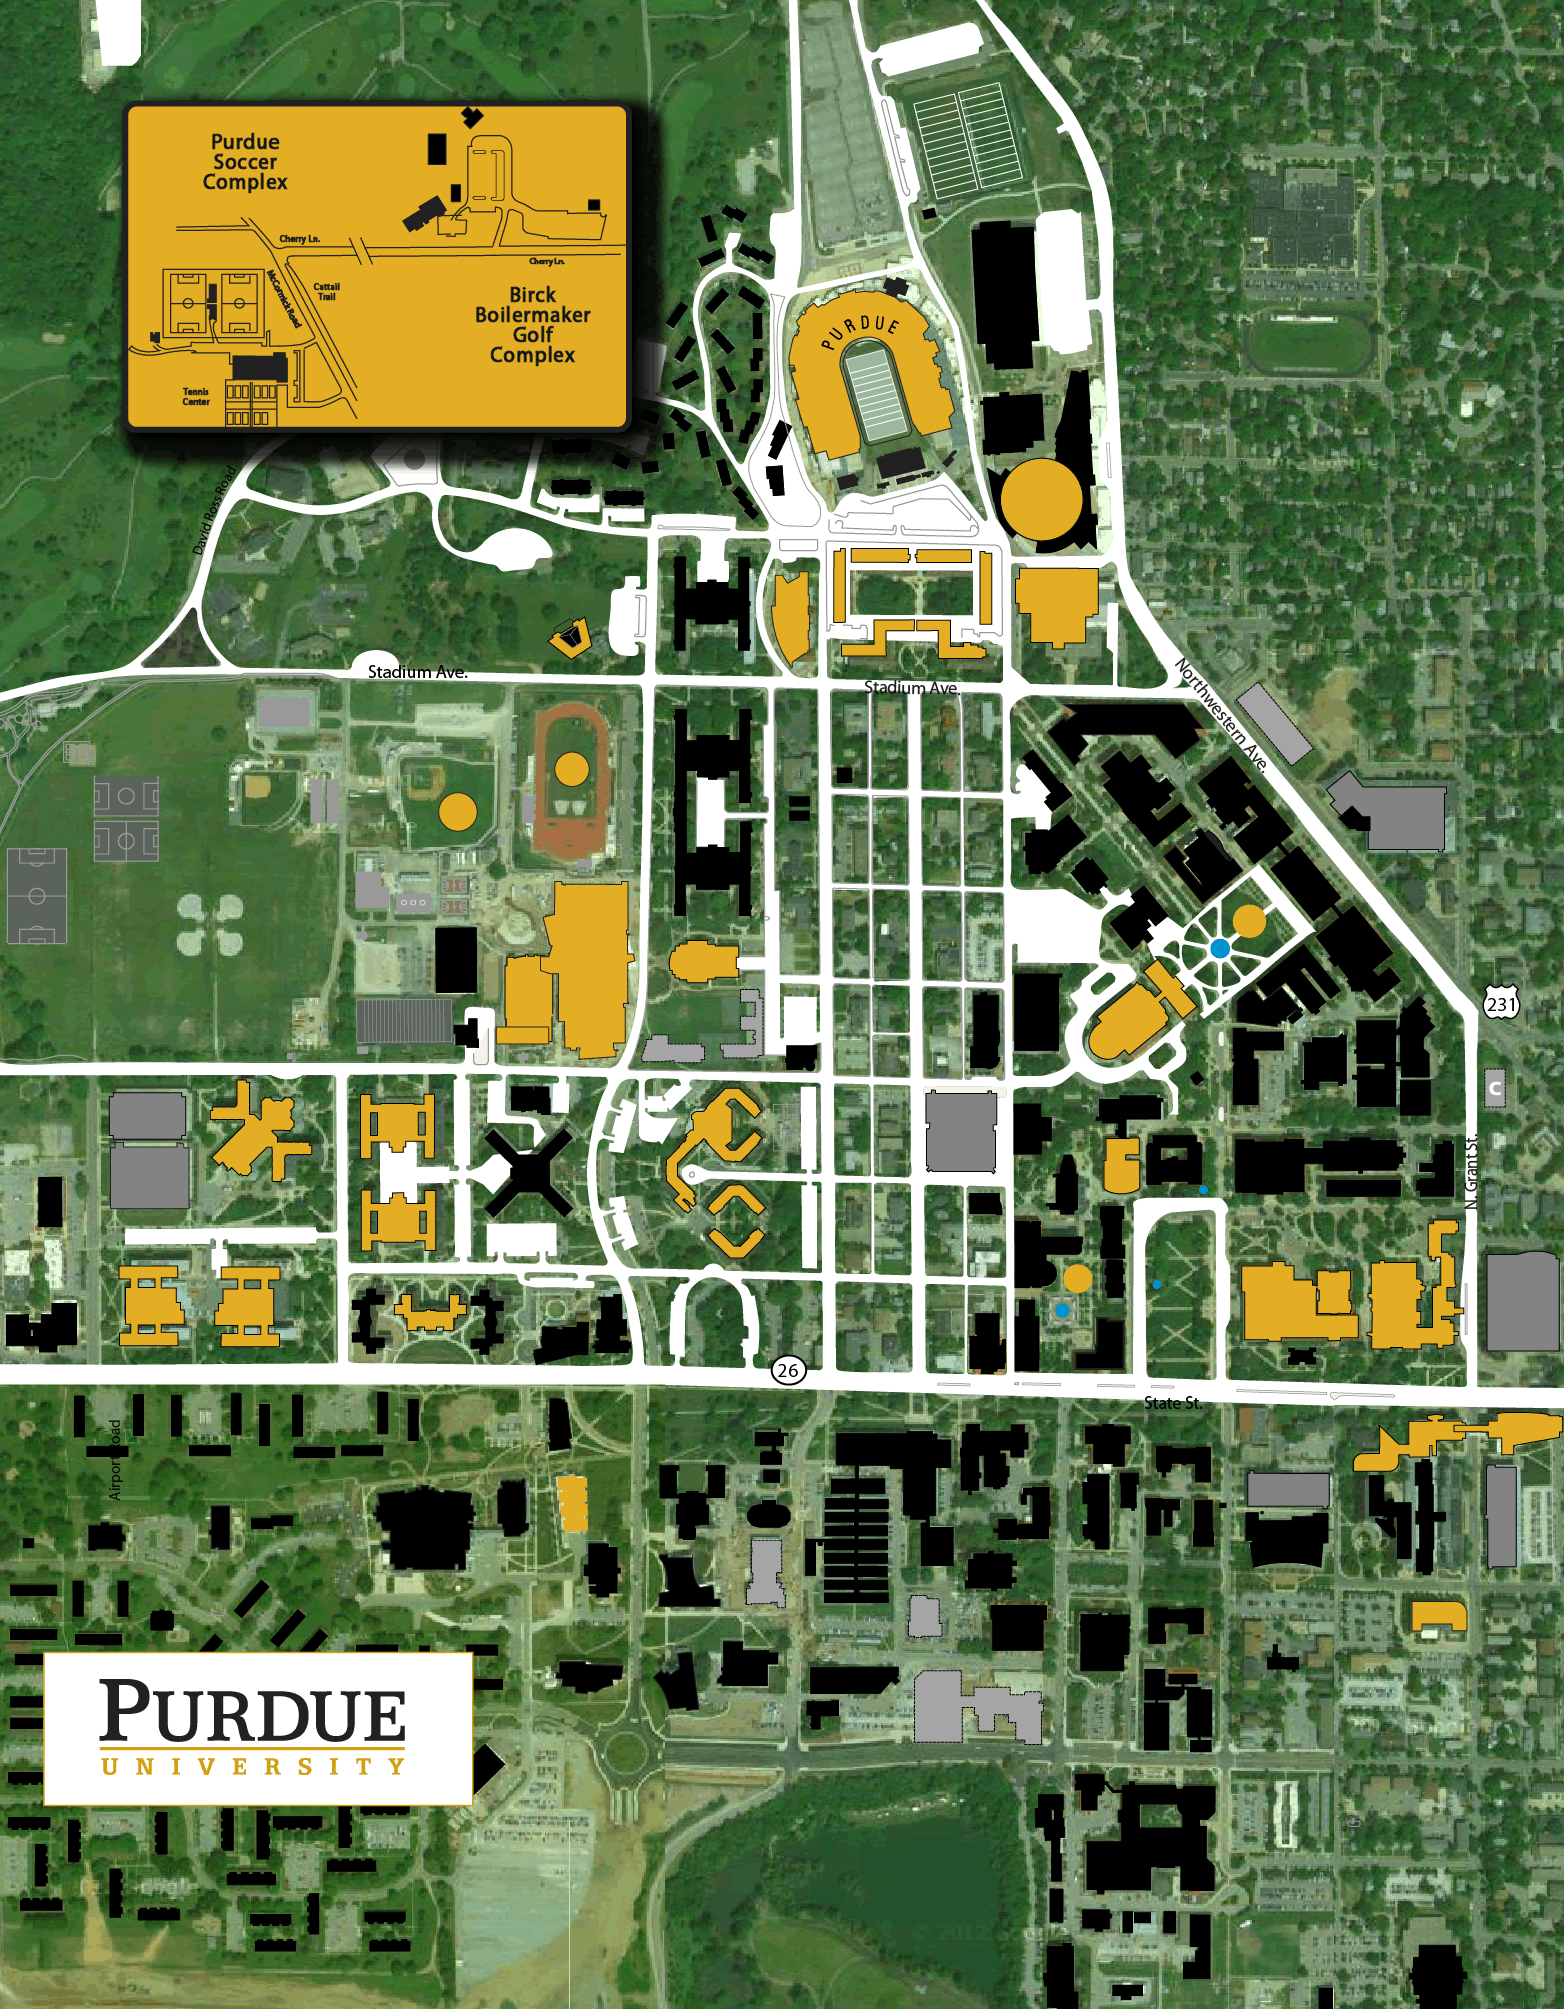 Purdue
Soccer
Complex
Cherry Ln.
Cherry Ln.
McCormick Road
Cattail
Trail
Birck
Boilermaker
Golf
Complex
Tennis
Center
PURDUE
David Ross Road
Stadium Ave.
Stadium Ave.
Northwestern Ave.
231
C
N. Grant St.
26
State St.
Airport Road
PURDUE
UNIVERSITY